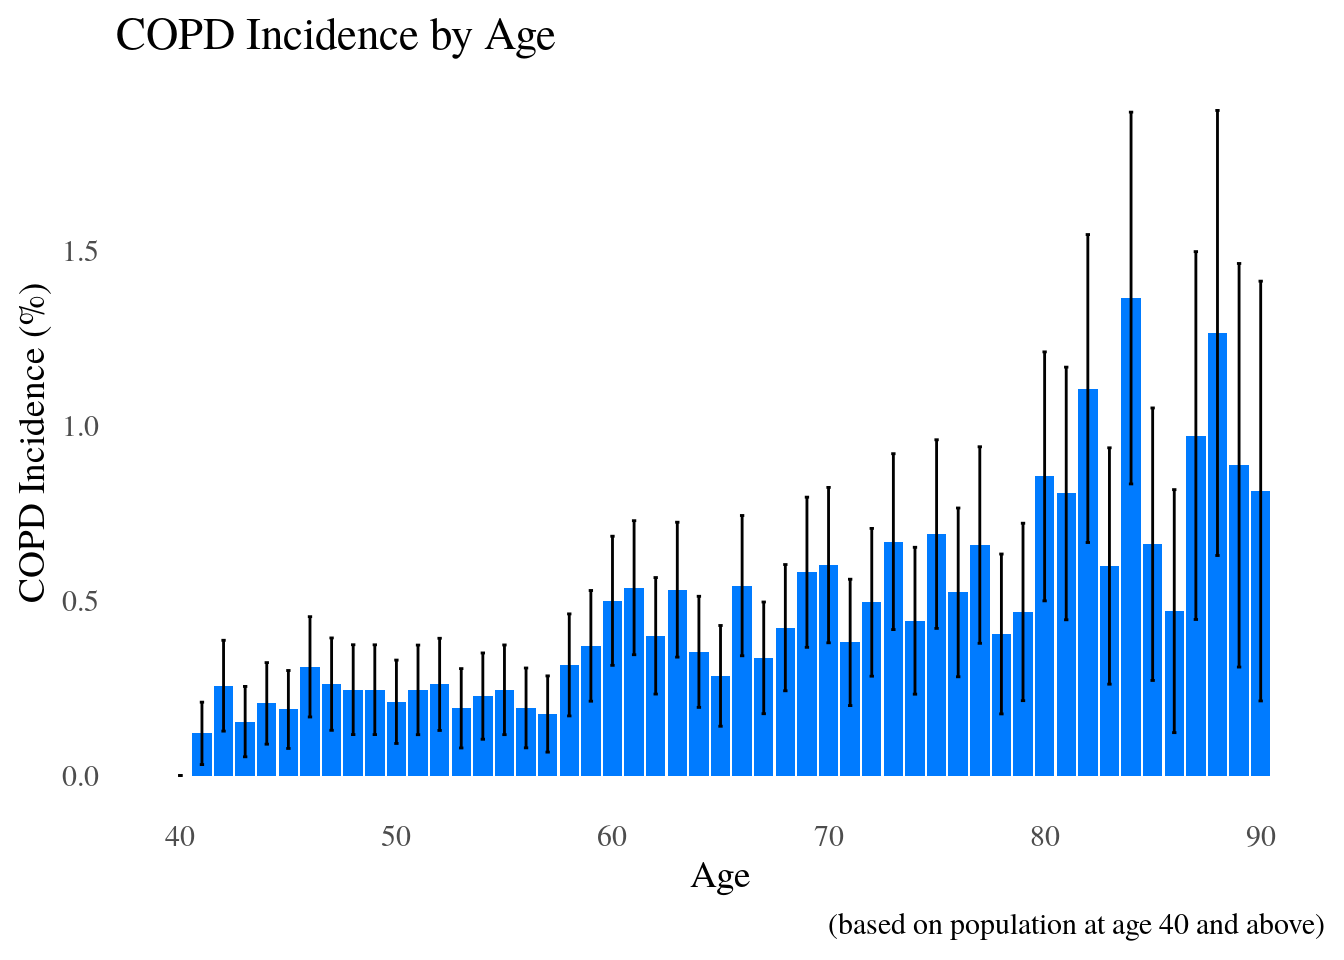 COPD Incidence by Age
COPD Incidence (%)
1.5
1.0
0.5
0.0
40 50 60 70 80 90
Age
(based on population at age 40 and above)